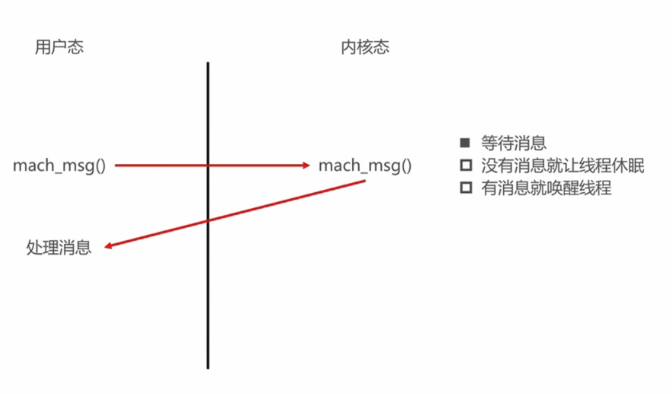 用户态
内核态
mach_msg()
mach_msg()
等待消息
没有消息就让线程休眠
有消息就唤醒线程
处理消息